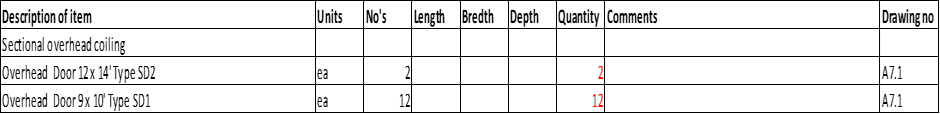 Description of item Units No's Length Bredth Depth Quantity Comments Drawing no
Sectional overhead coiling
Overhead Door 12 x 14' Type SD2 ea 2 2 A7.1
Overhead Door 9 x 10' Type SD1 ea 12 12 A7.1